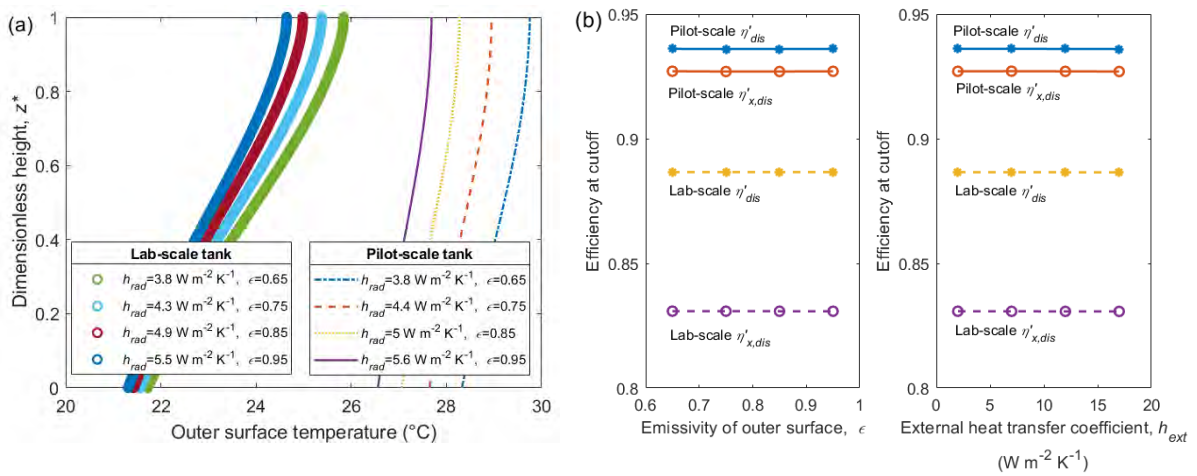 (a)
Dimensionless height, z*
1
0.8
0.6
0.4
0.2
0
20
22
24
26
28
30
Outer surface temperature (°C)
Lab-scale tank
h_rad=3.8 W m⁻² K⁻¹, ϵ=0.65
h_rad=4.3 W m⁻² K⁻¹, ϵ=0.75
h_rad=4.9 W m⁻² K⁻¹, ϵ=0.85
h_rad=5.5 W m⁻² K⁻¹, ϵ=0.95
Pilot-scale tank
h_rad=3.8 W m⁻² K⁻¹, ϵ=0.65
h_rad=4.4 W m⁻² K⁻¹, ϵ=0.75
h_rad=5 W m⁻² K⁻¹, ϵ=0.85
h_rad=5.6 W m⁻² K⁻¹, ϵ=0.95
(b)
Efficiency at cutoff
0.95
0.9
0.85
0.8
Pilot-scale η'_dis
Pilot-scale η'_x,dis
Lab-scale η'_dis
Lab-scale η'_x,dis
0.6
0.7
0.8
0.9
1
Emissivity of outer surface, ϵ
Efficiency at cutoff
0.95
0.9
0.85
0.8
Pilot-scale η'_dis
Pilot-scale η'_x,dis
Lab-scale η'_dis
Lab-scale η'_x,dis
0
5
10
15
20
External heat transfer coefficient, h_ext
(W m⁻² K⁻¹)